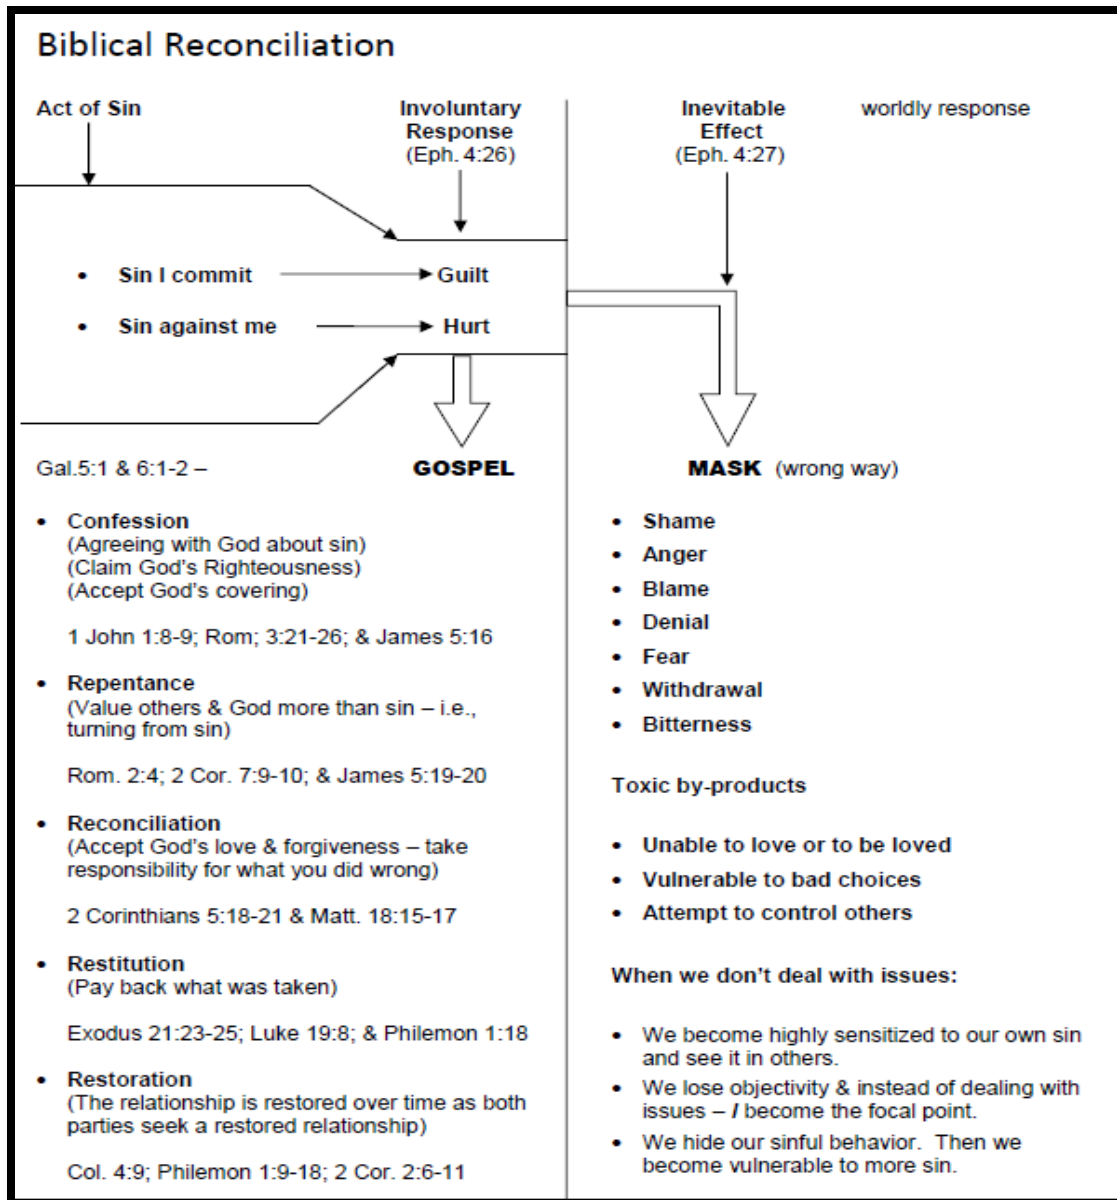 Biblical Reconciliation
Act of Sin
Involuntary
Response
(Eph. 4:26)
Inevitable
Effect
(Eph. 4:27)
worldly response
• Sin I commit
Guilt
• Sin against me
Hurt
Gal.5:1 & 6:1-2 –
GOSPEL
MASK (wrong way)
• Confession
(Agreeing with God about sin)
(Claim God's Righteousness)
(Accept God's covering)
1 John 1:8-9; Rom; 3:21-26; & James 5:16
• Repentance
(Value others & God more than sin – i.e.,
turning from sin)
Rom. 2:4; 2 Cor. 7:9-10; & James 5:19-20
• Reconciliation
(Accept God's love & forgiveness – take
responsibility for what you did wrong)
2 Corinthians 5:18-21 & Matt. 18:15-17
• Restitution
(Pay back what was taken)
Exodus 21:23-25; Luke 19:8; & Philemon 1:18
• Restoration
(The relationship is restored over time as both
parties seek a restored relationship)
Col. 4:9; Philemon 1:9-18; 2 Cor. 2:6-11
• Shame
• Anger
• Blame
• Denial
• Fear
• Withdrawal
• Bitterness
Toxic by-products
• Unable to love or to be loved
• Vulnerable to bad choices
• Attempt to control others
When we don't deal with issues:
• We become highly sensitized to our own sin
and see it in others.
• We lose objectivity & instead of dealing with
issues – I become the focal point.
• We hide our sinful behavior. Then we
become vulnerable to more sin.